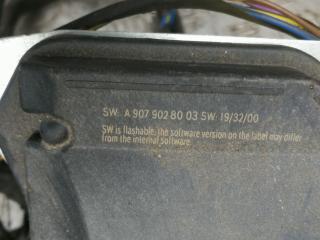 SW: A 907 902 80 03 SW: 19/32/00
SW is flashable, the software version on the label may differ
from the internal software.